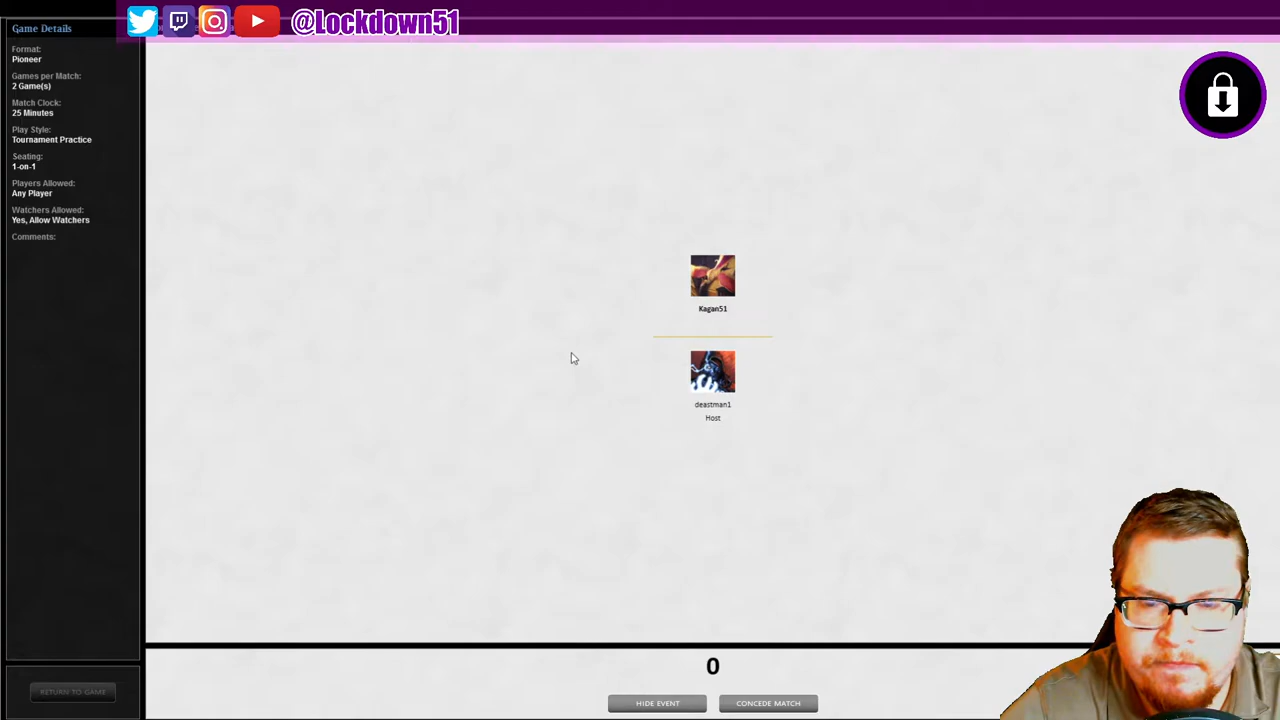 @Lockdown51
Game Details
Format:
Pioneer
Games per Match:
2 Game(s)
Match Clock:
25 Minutes
Play Style:
Tournament Practice
Seating:
1-on-1
Players Allowed:
Any Player
Watchers Allowed:
Yes, Allow Watchers
Comments:
Kagan51
deastman1
Host
0
RETURN TO GAME
HIDE EVENT
CONCEDE MATCH